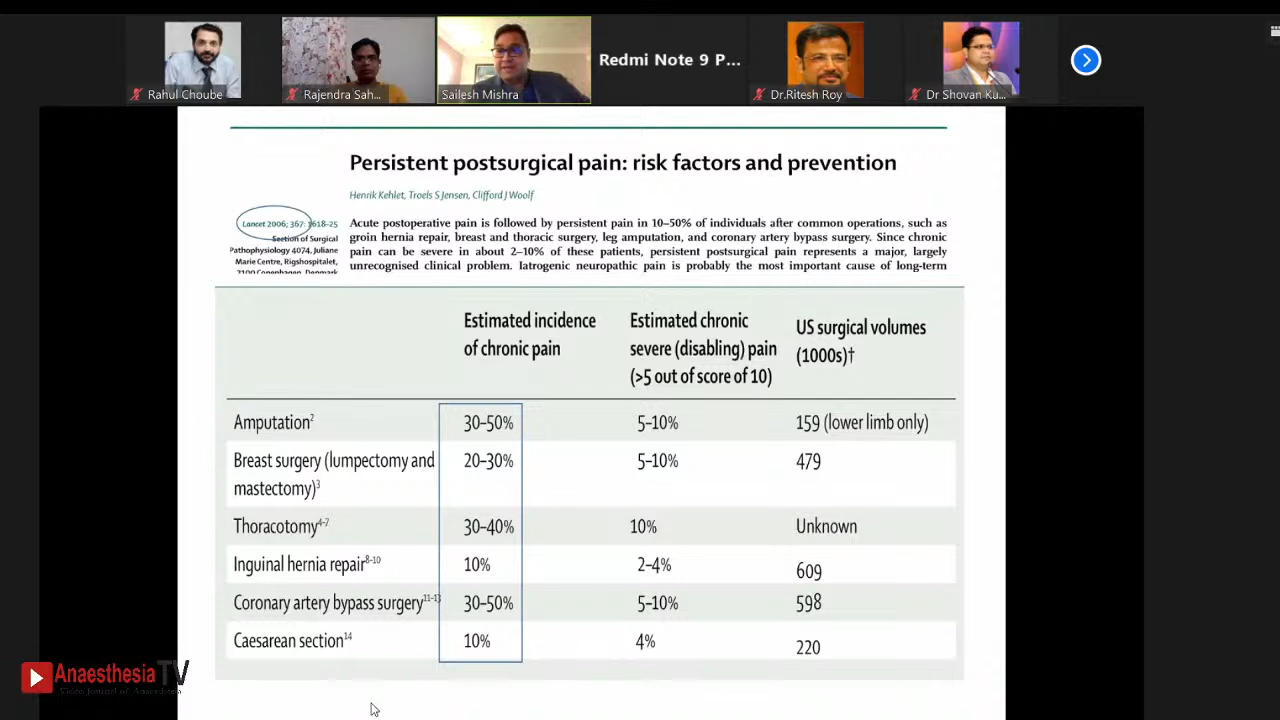 Redmi Note 9 P...
Rahul Choube
Rajendra Sah...
Sailesh Mishra
Dr.Ritesh Roy
Dr Shovan Ku...
Persistent postsurgical pain: risk factors and prevention
Henrik Kehlet, Troels S Jensen, Clifford J Woolf
Lancet 2006; 367: 1618–25
Section of Surgical
Pathophysiology 4074, Juliane
Marie Centre, Rigshospitalet,
2100 Copenhagen, Denmark
Acute postoperative pain is followed by persistent pain in 10–50% of individuals after common operations, such as
groin hernia repair, breast and thoracic surgery, leg amputation, and coronary artery bypass surgery. Since chronic
pain can be severe in about 2–10% of these patients, persistent postsurgical pain represents a major, largely
unrecognised clinical problem. Iatrogenic neuropathic pain is probably the most important cause of long-term
Estimated incidence
of chronic pain
Estimated chronic
severe (disabling) pain
(>5 out of score of 10)
US surgical volumes
(1000s)†
Amputation2 30–50% 5–10% 159 (lower limb only)
Breast surgery (lumpectomy and 20–30% 5–10% 479
mastectomy)3
Thoracotomy4-7 30–40% 10% Unknown
Inguinal hernia repair8-10 10% 2–4% 609
Coronary artery bypass surgery11-13 30–50% 5–10% 598
Caesarean section14 10% 4% 220
Anaesthesia TV
Video Journal of Anaesthesia